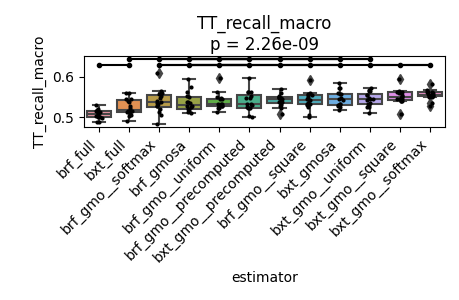 TT_recall_macro
p = 2.26e-09
TT_recall_macro
0.6
0.5
brf_full
bxt_full
brf_gmo__softmax
brf_gmosa
brf_gmo__uniform
brf_gmo__precomputed
bxt_gmo__precomputed
brf_gmo__square
bxt_gmosa
bxt_gmo__uniform
bxt_gmo__square
bxt_gmo__softmax
estimator